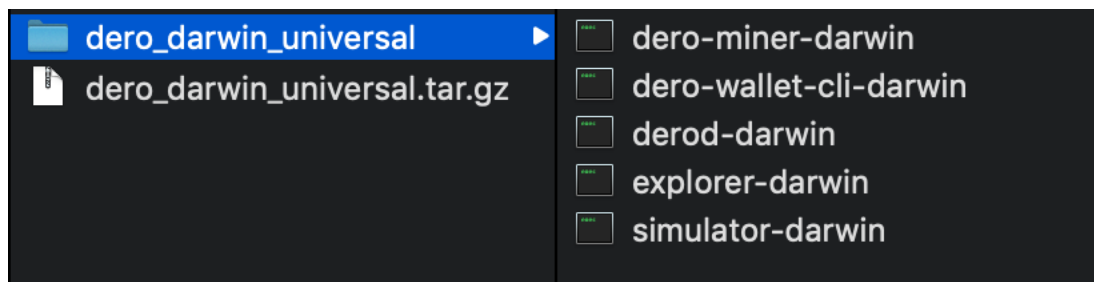 dero_darwin_universal
dero_darwin_universal.tar.gz
dero-miner-darwin
dero-wallet-cli-darwin
derod-darwin
explorer-darwin
simulator-darwin